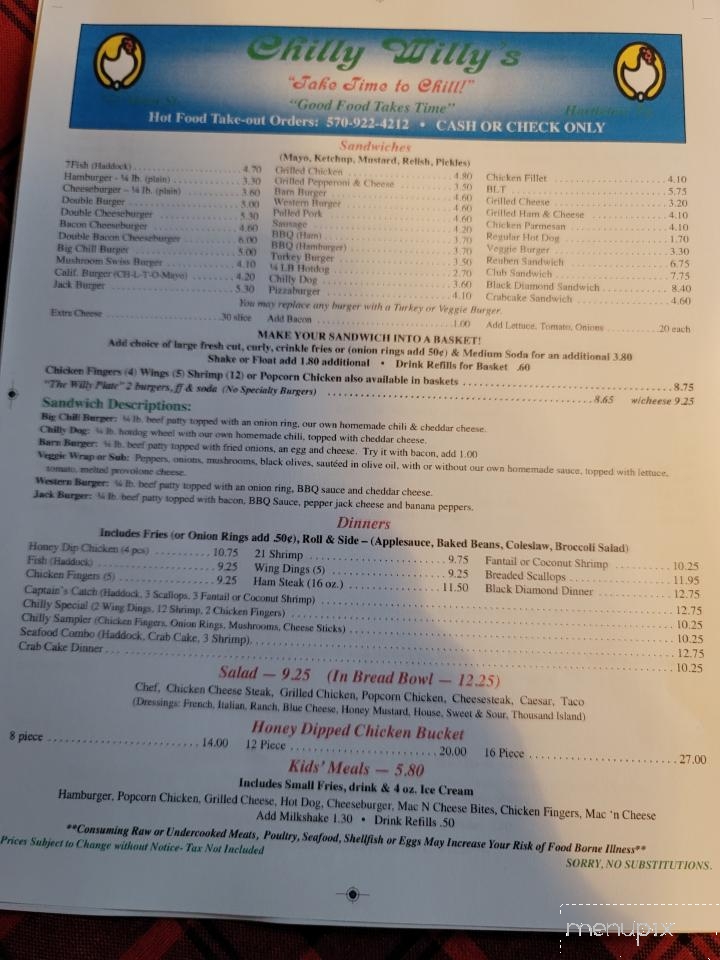 Chilly Willy's
"Take Time to Chill!"
"Good Food Takes Time"
Hot Food Take-out Orders: 570-922-4212 • CASH OR CHECK ONLY
Sandwiches
(Mayo, Ketchup, Mustard, Relish, Pickles)
7Fish (Haddock) 4.70
Hamburger – ¼ lb. (plain) 3.30
Cheeseburger – ¼ lb. (plain) 3.60
Double Burger 5.00
Double Cheeseburger 5.30
Bacon Cheeseburger 4.60
Double Bacon Cheeseburger 6.00
Big Chill Burger 5.00
Mushroom Swiss Burger 4.10
Calif. Burger (CH-L-T-O-Mayo) 4.20
Jack Burger 5.30
Grilled Chicken 4.80
Grilled Pepperoni & Cheese 3.50
Barn Burger 4.60
Western Burger 4.60
Pulled Pork 4.60
Sausage 4.20
BBQ (Ham) 3.70
BBQ (Hamburger) 3.70
Turkey Burger 3.50
¼ LB Hotdog 2.70
Chilly Dog 3.60
Pizzaburger 4.10
Chicken Fillet 4.10
BLT 5.75
Grilled Cheese 3.20
Grilled Ham & Cheese 4.10
Chicken Parmesan 4.10
Regular Hot Dog 1.70
Veggie Burger 3.30
Reuben Sandwich 6.75
Club Sandwich 7.75
Black Diamond Sandwich 8.40
Crabcake Sandwich 4.60
You may replace any burger with a Turkey or Veggie Burger.
Extra Cheese .30 slice Add Bacon 1.00 Add Lettuce, Tomato, Onions .20 each
MAKE YOUR SANDWICH INTO A BASKET!
Add choice of large fresh cut, curly, crinkle fries or (onion rings add 50¢) & Medium Soda for an additional 3.80
Shake or Float add 1.80 additional • Drink Refills for Basket .60
Chicken Fingers (4) Wings (5) Shrimp (12) or Popcorn Chicken also available in baskets 8.75
"The Willy Plate" 2 burgers, ff & soda (No Specialty Burgers) 8.65 w/cheese 9.25
Sandwich Descriptions:
Big Chill Burger: ¼ lb. beef patty topped with an onion ring, our own homemade chili & cheddar cheese.
Chilly Dog: ¼ lb. hotdog wheel with our own homemade chili, topped with cheddar cheese.
Barn Burger: ¼ lb. beef patty topped with fried onions, an egg and cheese. Try it with bacon, add 1.00
Veggie Wrap or Sub: Peppers, onions, mushrooms, black olives, sautéed in olive oil, with or without our own homemade sauce, topped with lettuce,
tomato, melted provolone cheese.
Western Burger: ¼ lb. beef patty topped with an onion ring, BBQ sauce and cheddar cheese.
Jack Burger: ¼ lb. beef patty topped with bacon, BBQ Sauce, pepper jack cheese and banana peppers.
Dinners
Includes Fries (or Onion Rings add .50¢), Roll & Side – (Applesauce, Baked Beans, Coleslaw, Broccoli Salad)
Honey Dip Chicken (4 pcs) 10.75
Fish (Haddock) 9.25
Chicken Fingers (5) 9.25
21 Shrimp 9.75
Wing Dings (5) 9.25
Ham Steak (16 oz.) 11.50
Fantail or Coconut Shrimp 10.25
Breaded Scallops 11.95
Black Diamond Dinner 12.75
Captain's Catch (Haddock, 3 Scallops, 3 Fantail or Coconut Shrimp) 12.75
Chilly Special (2 Wing Dings, 12 Shrimp, 2 Chicken Fingers) 10.25
Chilly Sampler (Chicken Fingers, Onion Rings, Mushrooms, Cheese Sticks) 10.25
Seafood Combo (Haddock, Crab Cake, 3 Shrimp) 12.75
Crab Cake Dinner 10.25
Salad — 9.25 (In Bread Bowl — 12.25)
Chef, Chicken Cheese Steak, Grilled Chicken, Popcorn Chicken, Cheesesteak, Caesar, Taco
(Dressings: French, Italian, Ranch, Blue Cheese, Honey Mustard, House, Sweet & Sour, Thousand Island)
Honey Dipped Chicken Bucket
8 piece 14.00 12 Piece 20.00 16 Piece 27.00
Kids' Meals — 5.80
Includes Small Fries, drink & 4 oz. Ice Cream
Hamburger, Popcorn Chicken, Grilled Cheese, Hot Dog, Cheeseburger, Mac N Cheese Bites, Chicken Fingers, Mac 'n Cheese
Add Milkshake 1.30 • Drink Refills .50
**Consuming Raw or Undercooked Meats, Poultry, Seafood, Shellfish or Eggs May Increase Your Risk of Food Borne Illness**
Prices Subject to Change without Notice- Tax Not Included
SORRY, NO SUBSTITUTIONS.
menupix